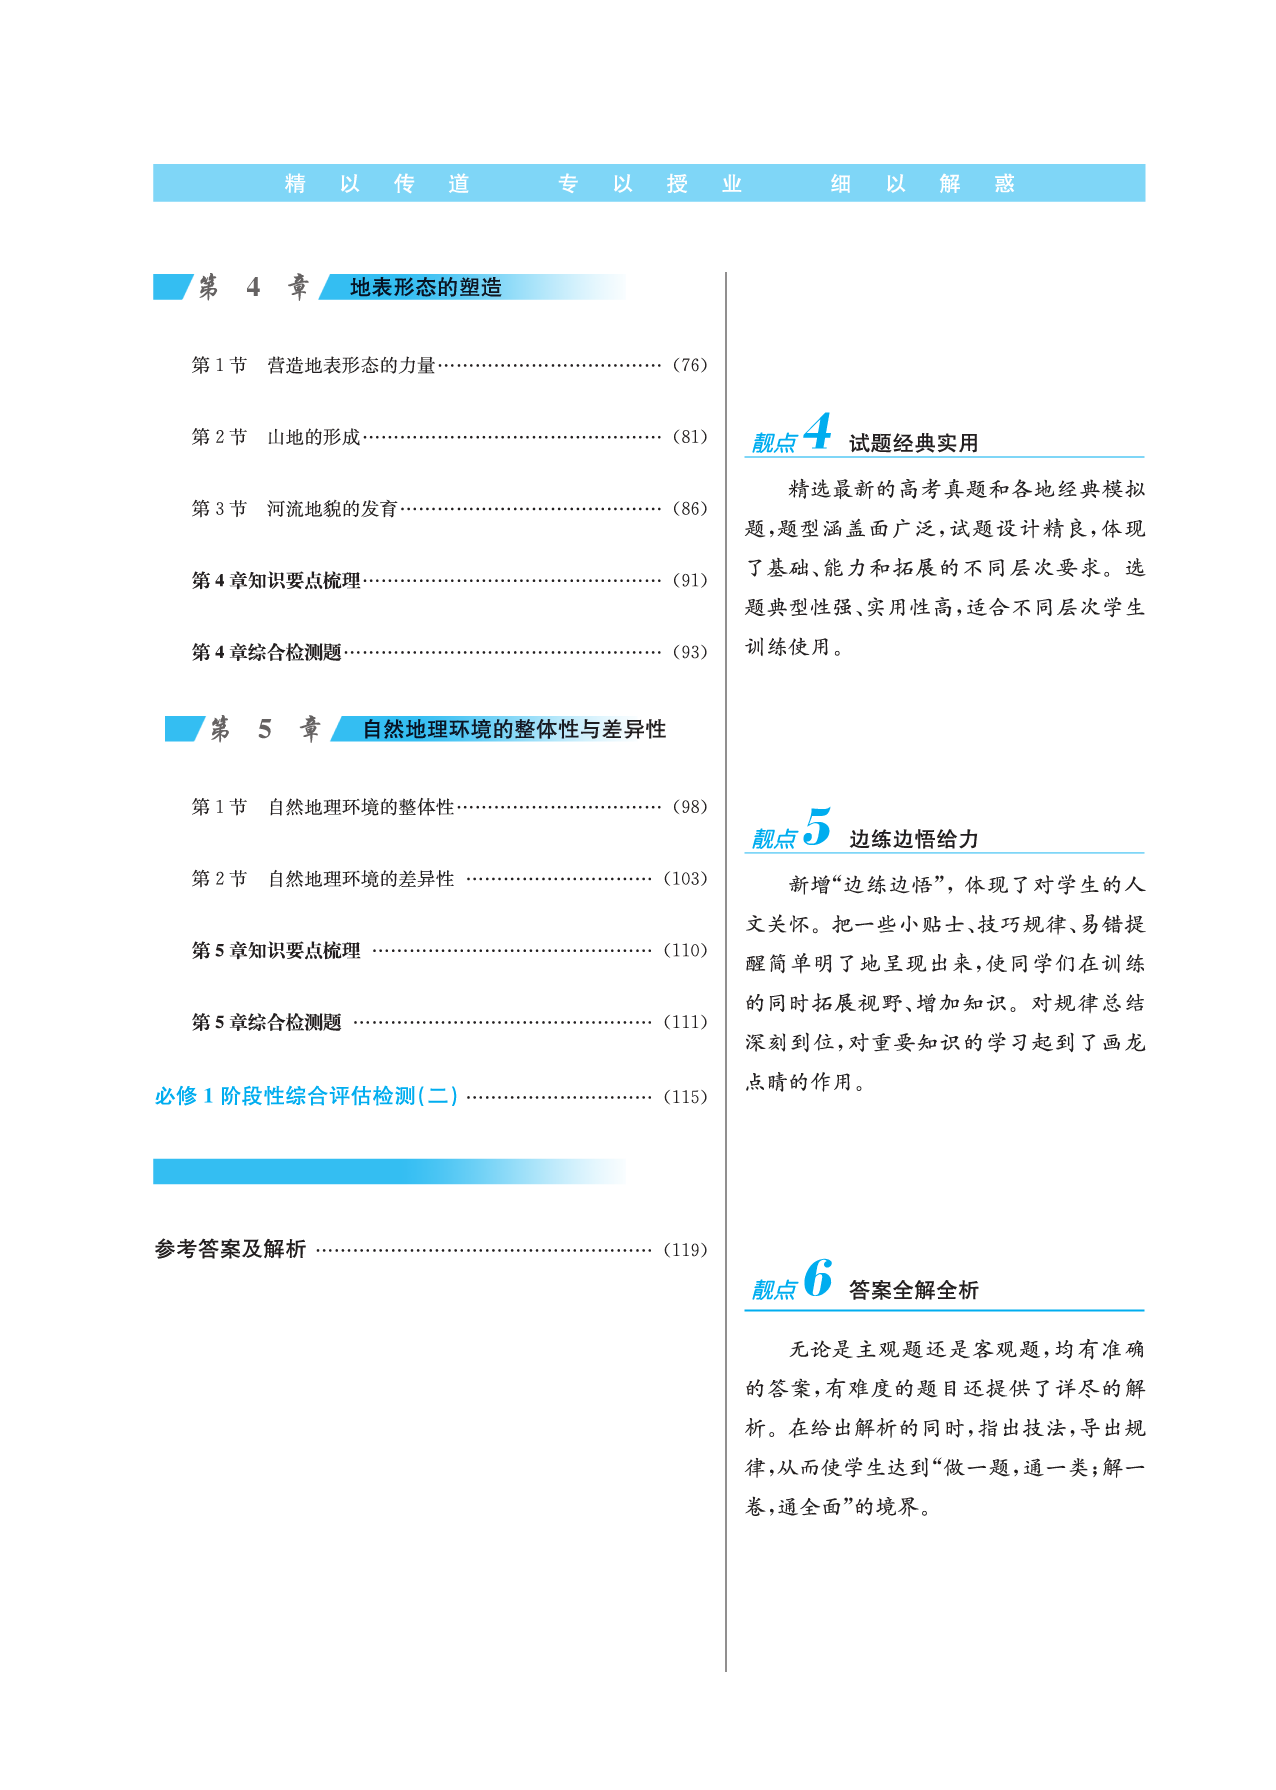 精以传道 专以授业 细以解惑
第4章 地表形态的塑造
第1节 营造地表形态的力量……………………………(76)
第2节 山地的形成………………………………………(81)
第3节 河流地貌的发育…………………………………(86)
第4章知识要点梳理………………………………………(91)
第4章综合检测题…………………………………………(93)
第5章 自然地理环境的整体性与差异性
第1节 自然地理环境的整体性…………………………(98)
第2节 自然地理环境的差异性 ………………………(103)
第5章知识要点梳理 ……………………………………(110)
第5章综合检测题 ………………………………………(111)
必修1阶段性综合评估检测(二) ………………………(115)
参考答案及解析 ……………………………………………(119)
靓点4 试题经典实用
精选最新的高考真题和各地经典模拟
题,题型涵盖面广泛,试题设计精良,体现
了基础、能力和拓展的不同层次要求。选
题典型性强、实用性高,适合不同层次学生
训练使用。
靓点5 边练边悟给力
新增“边练边悟”,体现了对学生的人
文关怀。把一些小贴士、技巧规律、易错提
醒简单明了地呈现出来,使同学们在训练
的同时拓展视野、增加知识。对规律总结
深刻到位,对重要知识的学习起到了画龙
点睛的作用。
靓点6 答案全解全析
无论是主观题还是客观题,均有准确
的答案,有难度的题目还提供了详尽的解
析。在给出解析的同时,指出技法,导出规
律,从而使学生达到“做一题,通一类;解一
卷,通全面”的境界。